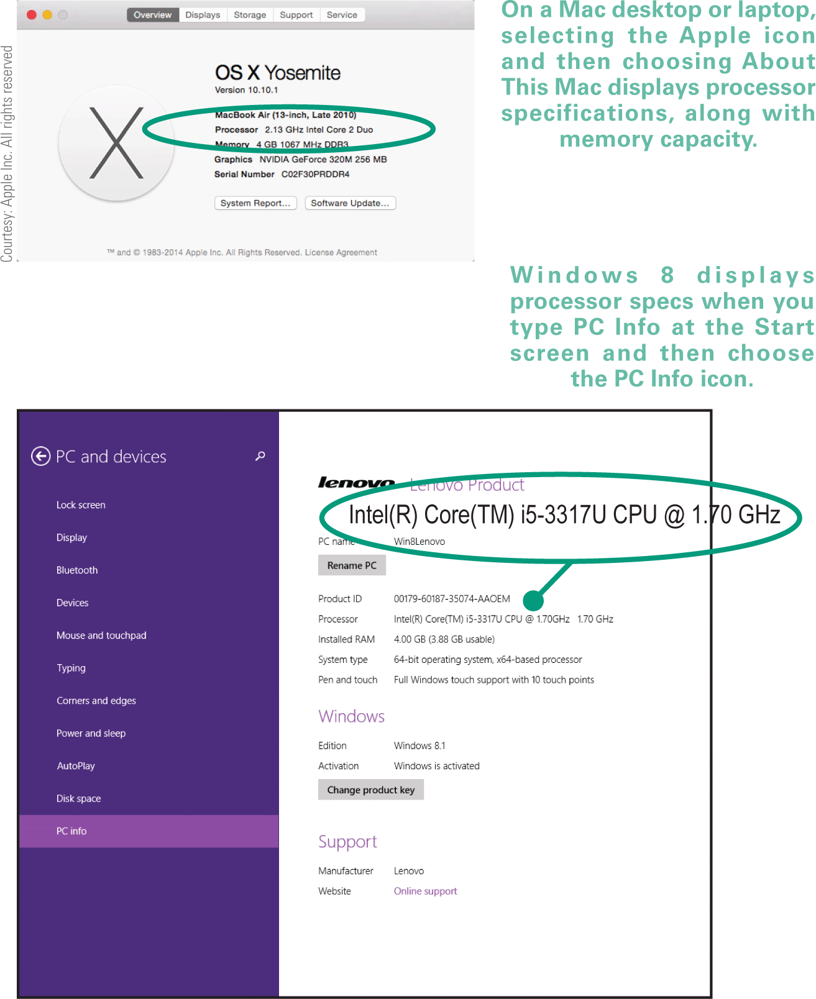 Overview Displays Storage Support Service
Courtesy: Apple Inc. All rights reserved
OS X Yosemite
Version 10.10.1
MacBook Air (13-inch, Late 2010)
Processor 2.13 GHz Intel Core 2 Duo
Memory 4 GB 1067 MHz DDR3
Graphics NVIDIA GeForce 320M 256 MB
Serial Number C02F30PRDDR4
System Report... Software Update...
™ and © 1983-2014 Apple Inc. All Rights Reserved. License Agreement
On a Mac desktop or laptop,
selecting the Apple icon
and then choosing About
This Mac displays processor
specifications, along with
memory capacity.
Windows 8 displays
processor specs when you
type PC Info at the Start
screen and then choose
the PC Info icon.
PC and devices
Lock screen
Display
Bluetooth
Devices
Mouse and touchpad
Typing
Corners and edges
Power and sleep
AutoPlay
Disk space
PC info
lenovo Lenovo Product
Intel(R) Core(TM) i5-3317U CPU @ 1.70 GHz
PC name Win8Lenovo
Rename PC
Product ID 00179-60187-35074-AAOEM
Processor Intel(R) Core(TM) i5-3317U CPU @ 1.70GHz 1.70 GHz
Installed RAM 4.00 GB (3.88 GB usable)
System type 64-bit operating system, x64-based processor
Pen and touch Full Windows touch support with 10 touch points
Windows
Edition Windows 8.1
Activation Windows is activated
Change product key
Support
Manufacturer Lenovo
Website Online support